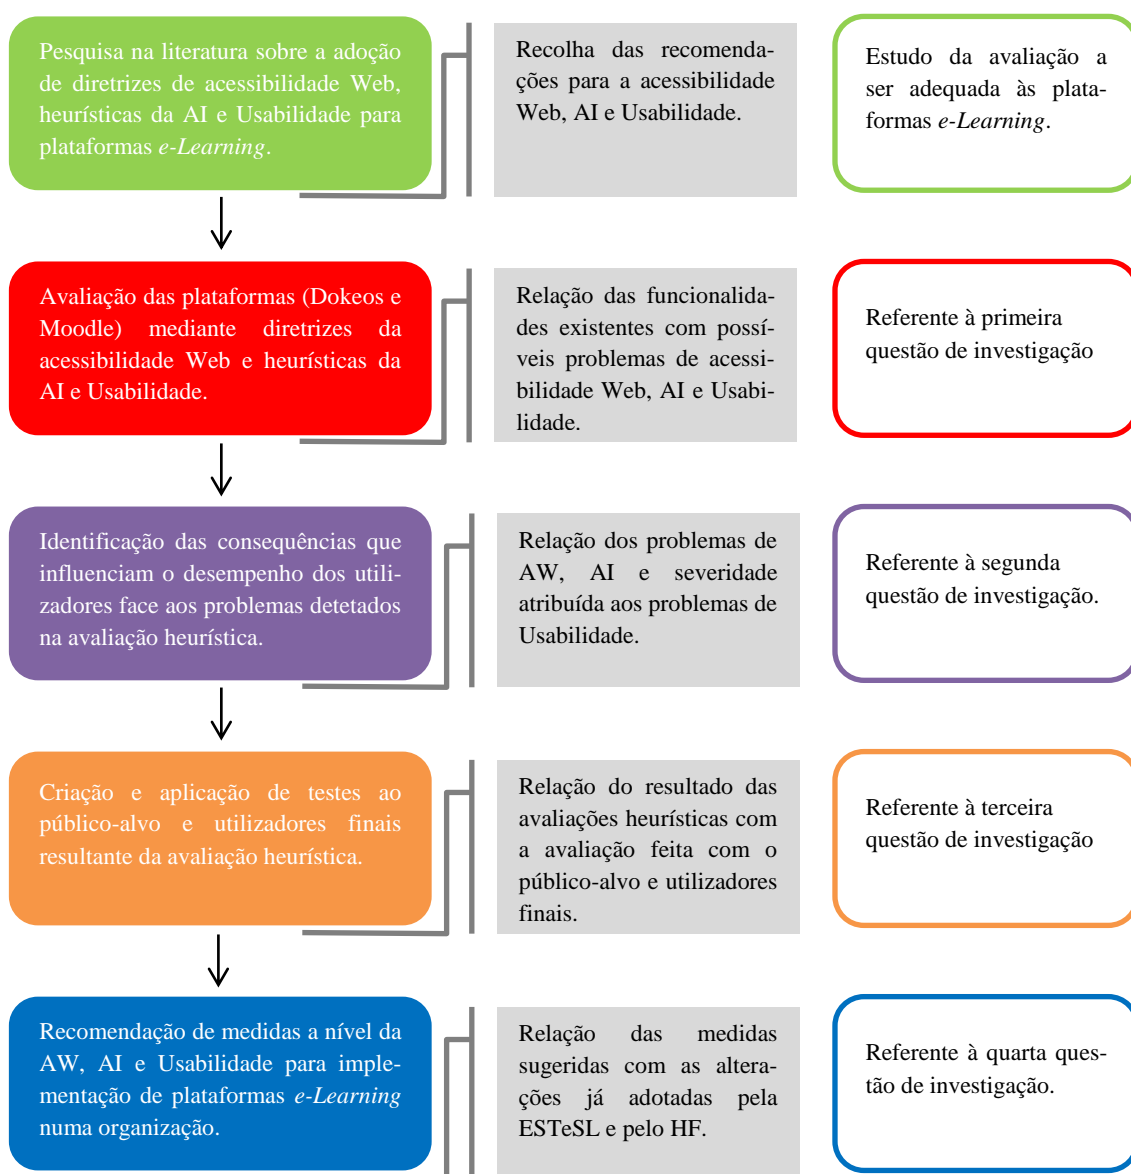 Pesquisa na literatura sobre a adoção
de diretrizes de acessibilidade Web,
heurísticas da AI e Usabilidade para
plataformas e-Learning.
Recolha das recomenda-
ções para a acessibilidade
Web, AI e Usabilidade.
Estudo da avaliação a
ser adequada às plata-
formas e-Learning.
Avaliação das plataformas (Dokeos e
Moodle) mediante diretrizes da
acessibilidade Web e heurísticas da
AI e Usabilidade.
Relação das funcionalida-
des existentes com possí-
veis problemas de acessi-
bilidade Web, AI e Usabi-
lidade.
Referente à primeira
questão de investigação
Identificação das consequências que
influenciam o desempenho dos utili-
zadores face aos problemas detetados
na avaliação heurística.
Relação dos problemas de
AW, AI e severidade
atribuída aos problemas de
Usabilidade.
Referente à segunda
questão de investigação.
Criação e aplicação de testes ao
público-alvo e utilizadores finais
resultante da avaliação heurística.
Relação do resultado das
avaliações heurísticas com
a avaliação feita com o
público-alvo e utilizadores
finais.
Referente à terceira
questão de investigação
Recomendação de medidas a nível da
AW, AI e Usabilidade para imple-
mentação de plataformas e-Learning
numa organização.
Relação das medidas
sugeridas com as altera-
ções já adotadas pela
ESTeSL e pelo HF.
Referente à quarta ques-
tão de investigação.